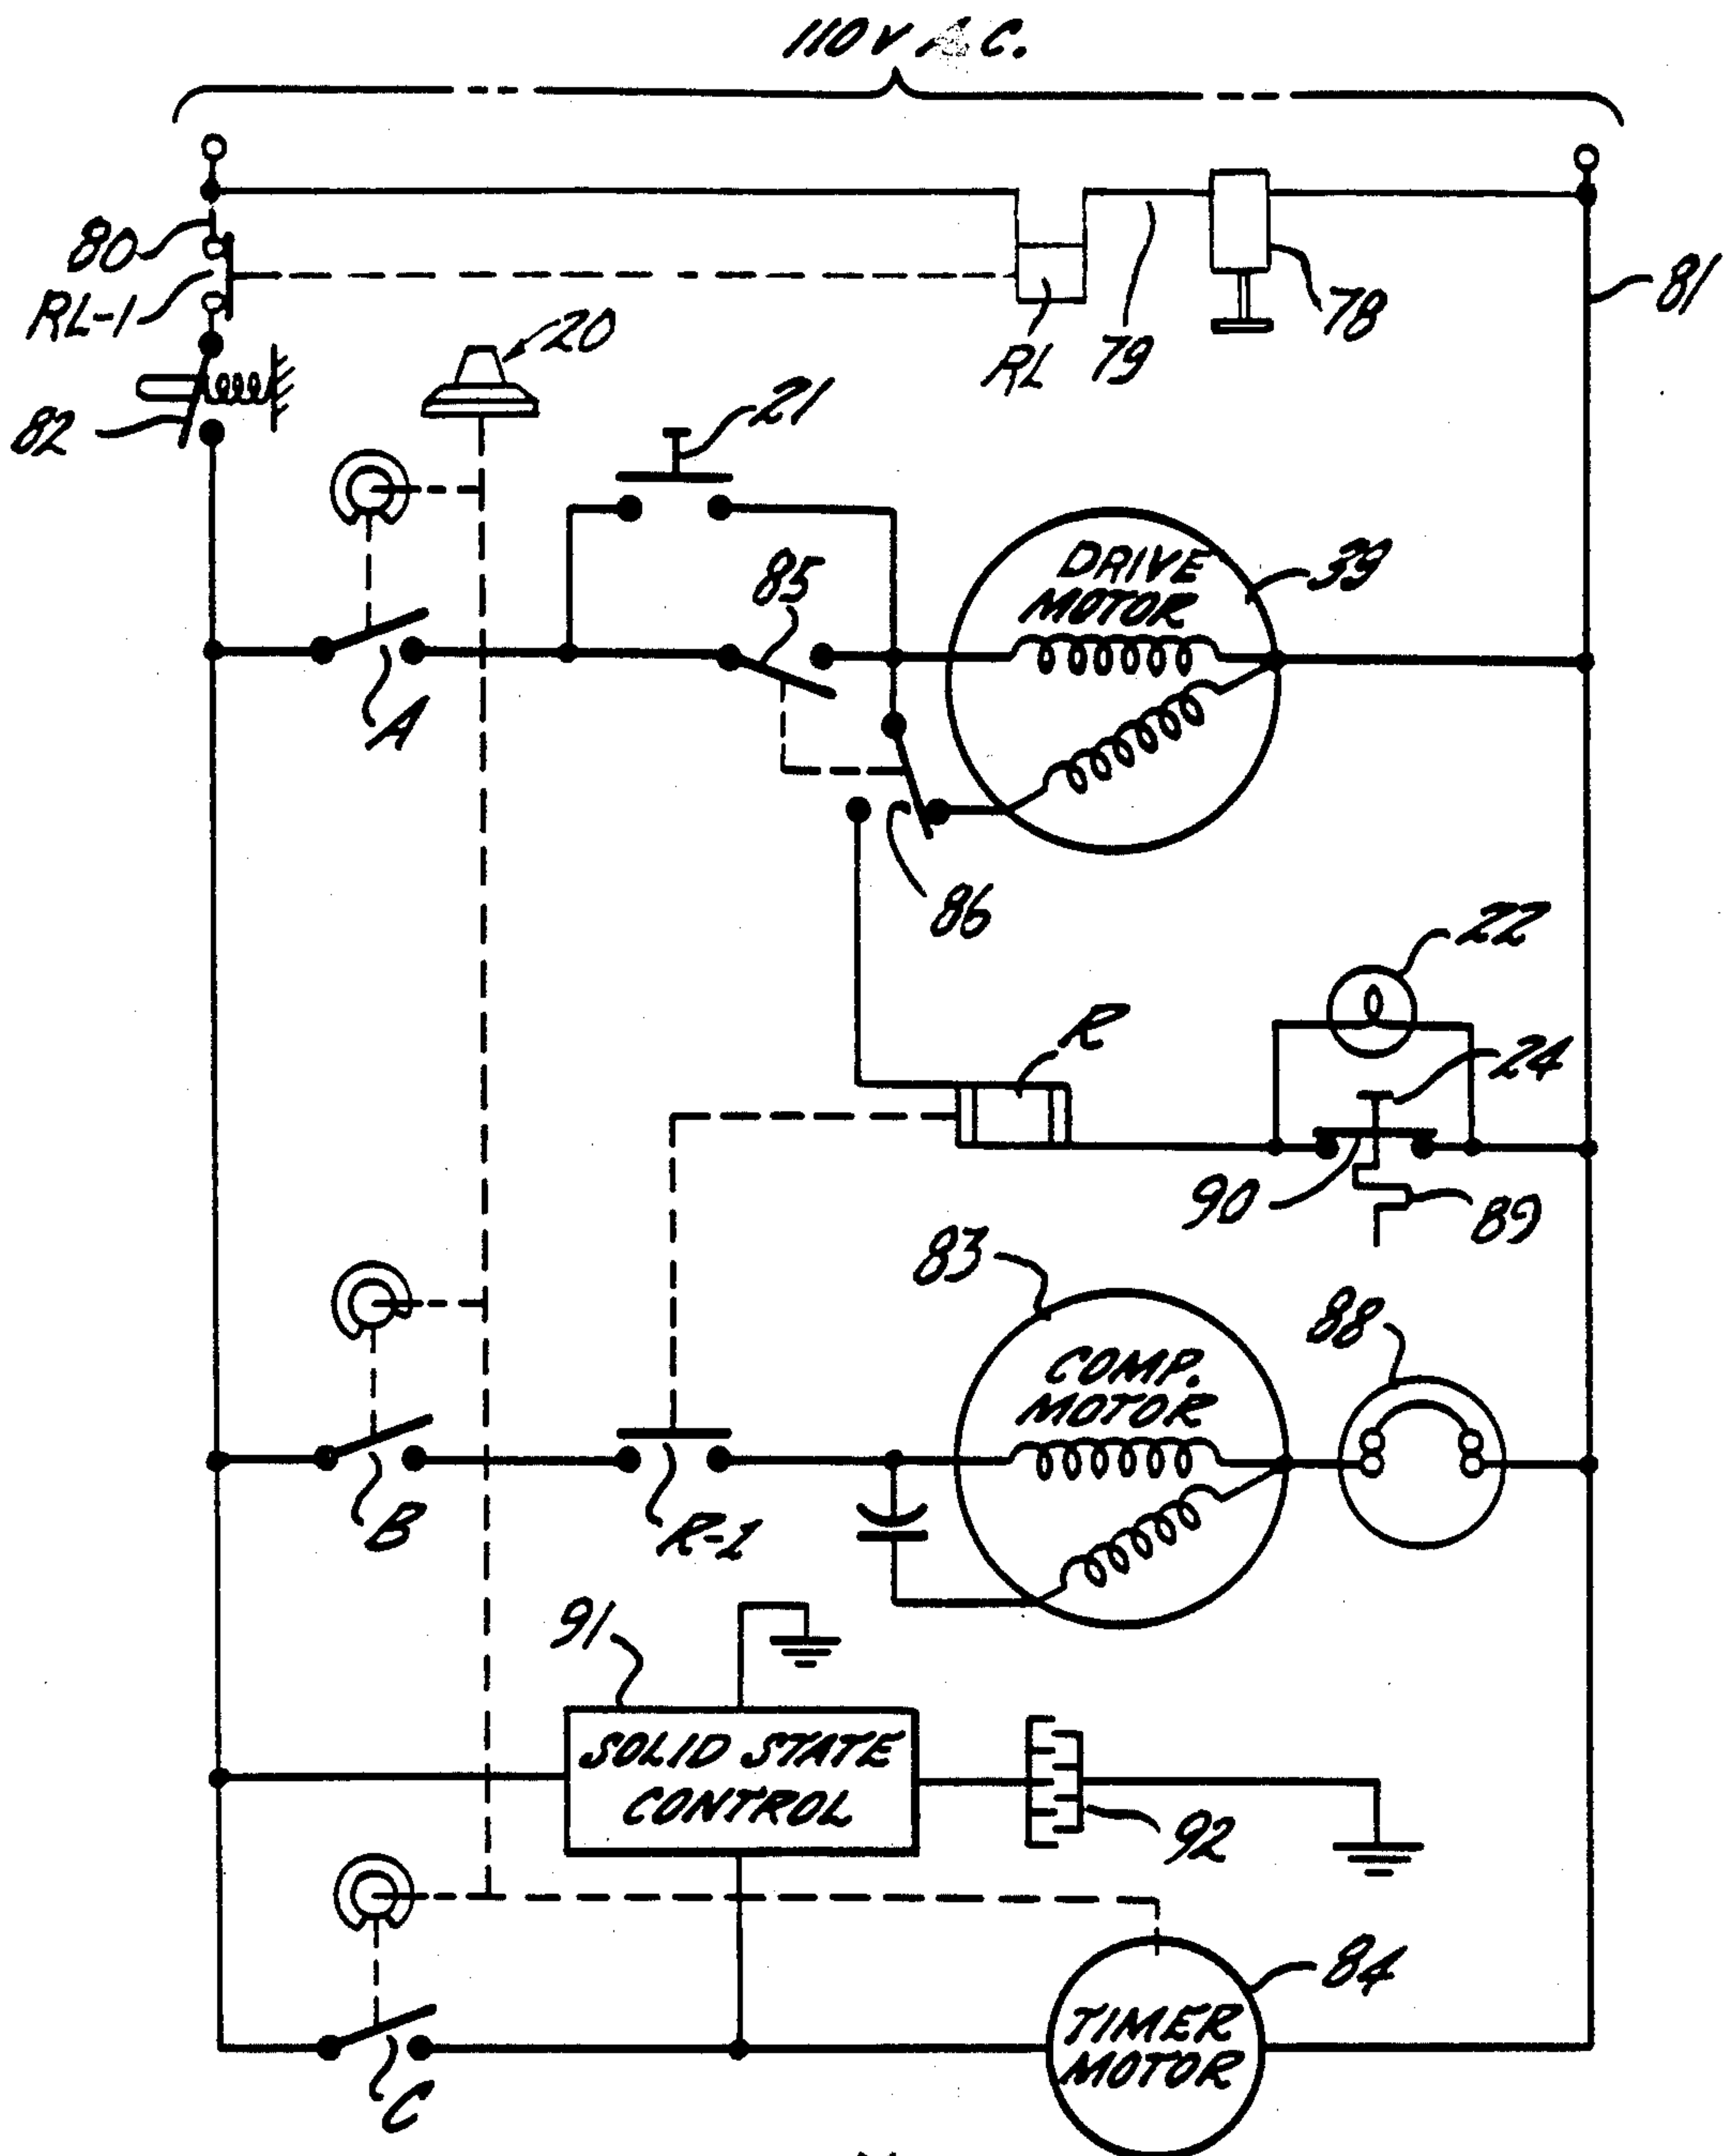 110V A.C.
80
RL-1
82
20
21
RL
79
78
81
A
85
DRIVE
MOTOR
39
86
22
R
24
90
89
83
COMP.
MOTOR
88
B
R-1
91
SOLID STATE
CONTROL
92
C
TIMER
MOTOR
84